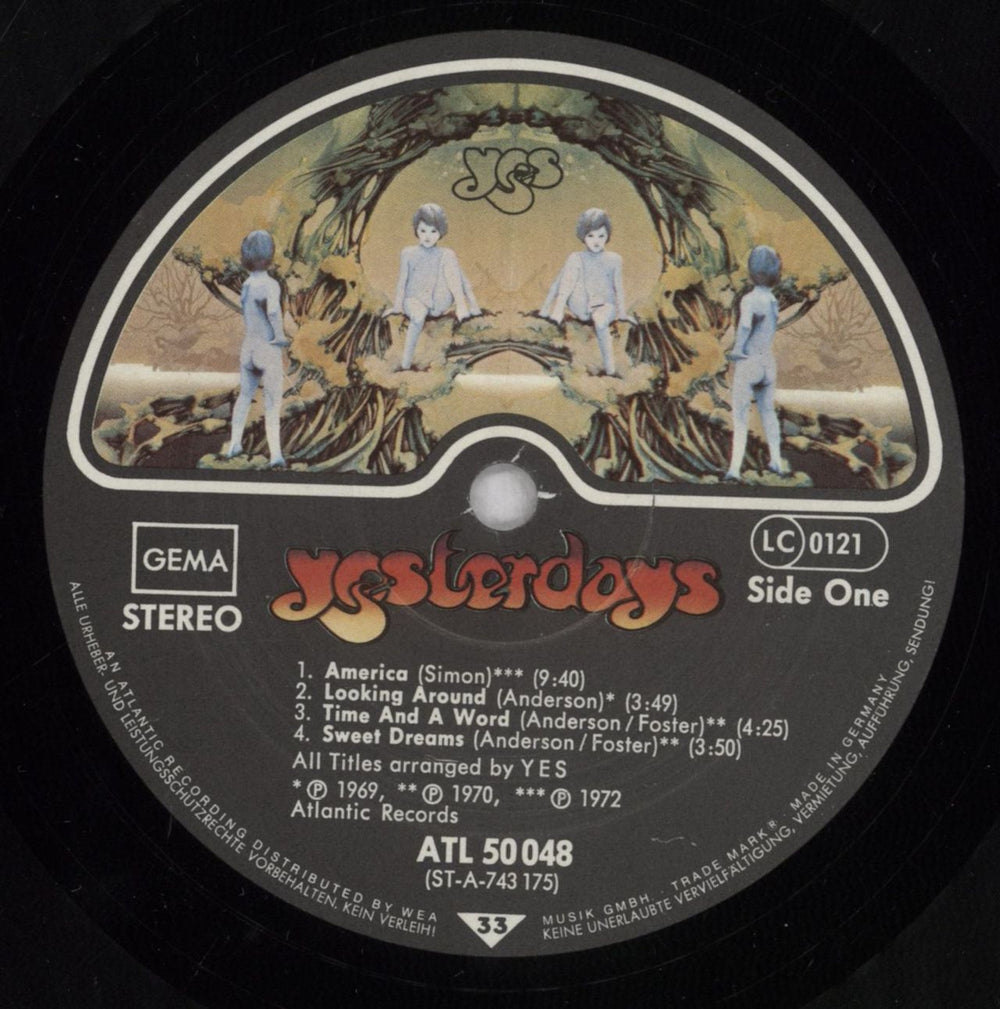 yes
GEMA
STEREO
yesterdays
LC 0121
Side One
1. America (Simon)*** (9:40)
2. Looking Around (Anderson)* (3:49)
3. Time And A Word (Anderson/Foster)** (4:25)
4. Sweet Dreams (Anderson/Foster)** (3:50)
All Titles arranged by YES
* ℗ 1969, ** ℗ 1970, *** ℗ 1972
Atlantic Records
ATL 50 048
(ST-A-743 175)
33
AN ATLANTIC RECORDING DISTRIBUTED BY WEA MUSIK GMBH. TRADE MARK ®. MADE IN GERMANY
ALLE URHEBER- UND LEISTUNGSSCHUTZRECHTE VORBEHALTEN. KEIN VERLEIH! KEINE UNERLAUBTE VERVIELFÄLTIGUNG, VERMIETUNG, AUFFÜHRUNG, SENDUNG!